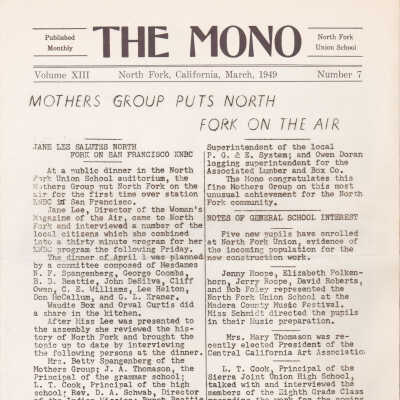 Published
Monthly
THE MONO
North Fork
Union School
Volume XIII
North Fork, California, March, 1949
Number 7
MOTHERS GROUP PUTS NORTH
FORK ON THE AIR
JANE LEE SALUTES NORTH
FORK ON SAN FRANCISCO KNBC
At a public dinner in the North
Fork Union School auditorium, the
Mothers Group put North Fork on the
air for the first time over station
KNBC in San Francisco.
Jane Lee, Director of the Woman's
Magazine of the Air, came to North
Fork and interviewed a number of the
local citizens which she combined
into a thirty minute program for her
KNBC program the following Friday.
The dinner of April 1 was planned
by a committee composed of Mesdames
N. F. Spangenberg, George Coombs,
B. D. Beattie, John DeSilva, Cliff
Owen, C. E. Williams, Lee Helton,
Don McCallum, and G. L. Kramer.
Waudie Box and Orval Curtis did
a share in the kitchen.
After Miss Lee was presented to
the assembly she reviewed the his-
tory of North Fork and brought the
topic up to date by interviewing
the following persons at the dinner.
Mrs. Betty Spangenberg of the
Mothers Group; J. A. Thomason, the
Principal of the grammar school;
L. T. Cook, Principal of the high
school; Rev. D. A. Schwab, Dean of
Superintendent of the local
P. G. & E. System; and Owen Doran
logging superintendent for the
Associated Lumber and Box Co.
The Mono congratulates this
fine Mothers Group on this most
unusual achievement for the North
Fork community.
NOTES OF GENERAL SCHOOL INTEREST
Five new pupils have enrolled
at North Fork Union, evidence of
the incoming population for the
new construction work.
Jenny Roope, Elizabeth Polken-
horn, Jerry Roope, David Roberts,
and Bob Foley represented the
North Fork Union School at the
Madera County Music Festival.
Miss Schmidt directed the pupils
in their Music preparation.
Mrs. Mary Thomason was re-
cently elected President of the
Central California Art Association
L. T. Cook, Principal of the
Sierra Joint Union High School,
talked with and interviewed the
members of the Eighth Grade Class